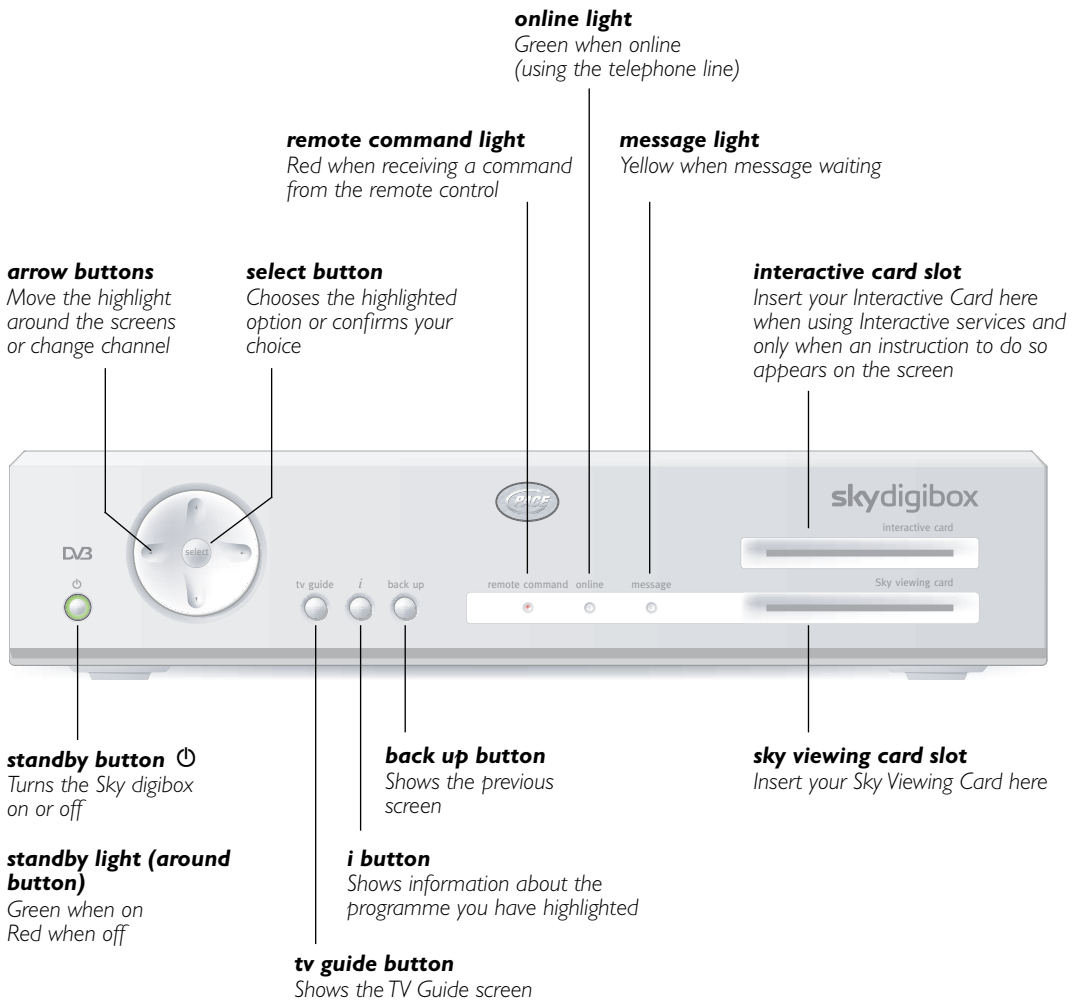 online light
Green when online
(using the telephone line)
remote command light
Red when receiving a command
from the remote control
message light
Yellow when message waiting
arrow buttons
Move the highlight
around the screens
or change channel
select button
Chooses the highlighted
option or confirms your
choice
interactive card slot
Insert your Interactive Card here
when using Interactive services and
only when an instruction to do so
appears on the screen
PACE
skydigibox
interactive card
DVB
select
tv guide
i
back up
remote command
online
message
Sky viewing card
standby button
Turns the Sky digibox
on or off
standby light (around
button)
Green when on
Red when off
back up button
Shows the previous
screen
i button
Shows information about the
programme you have highlighted
tv guide button
Shows the TV Guide screen
sky viewing card slot
Insert your Sky Viewing Card here